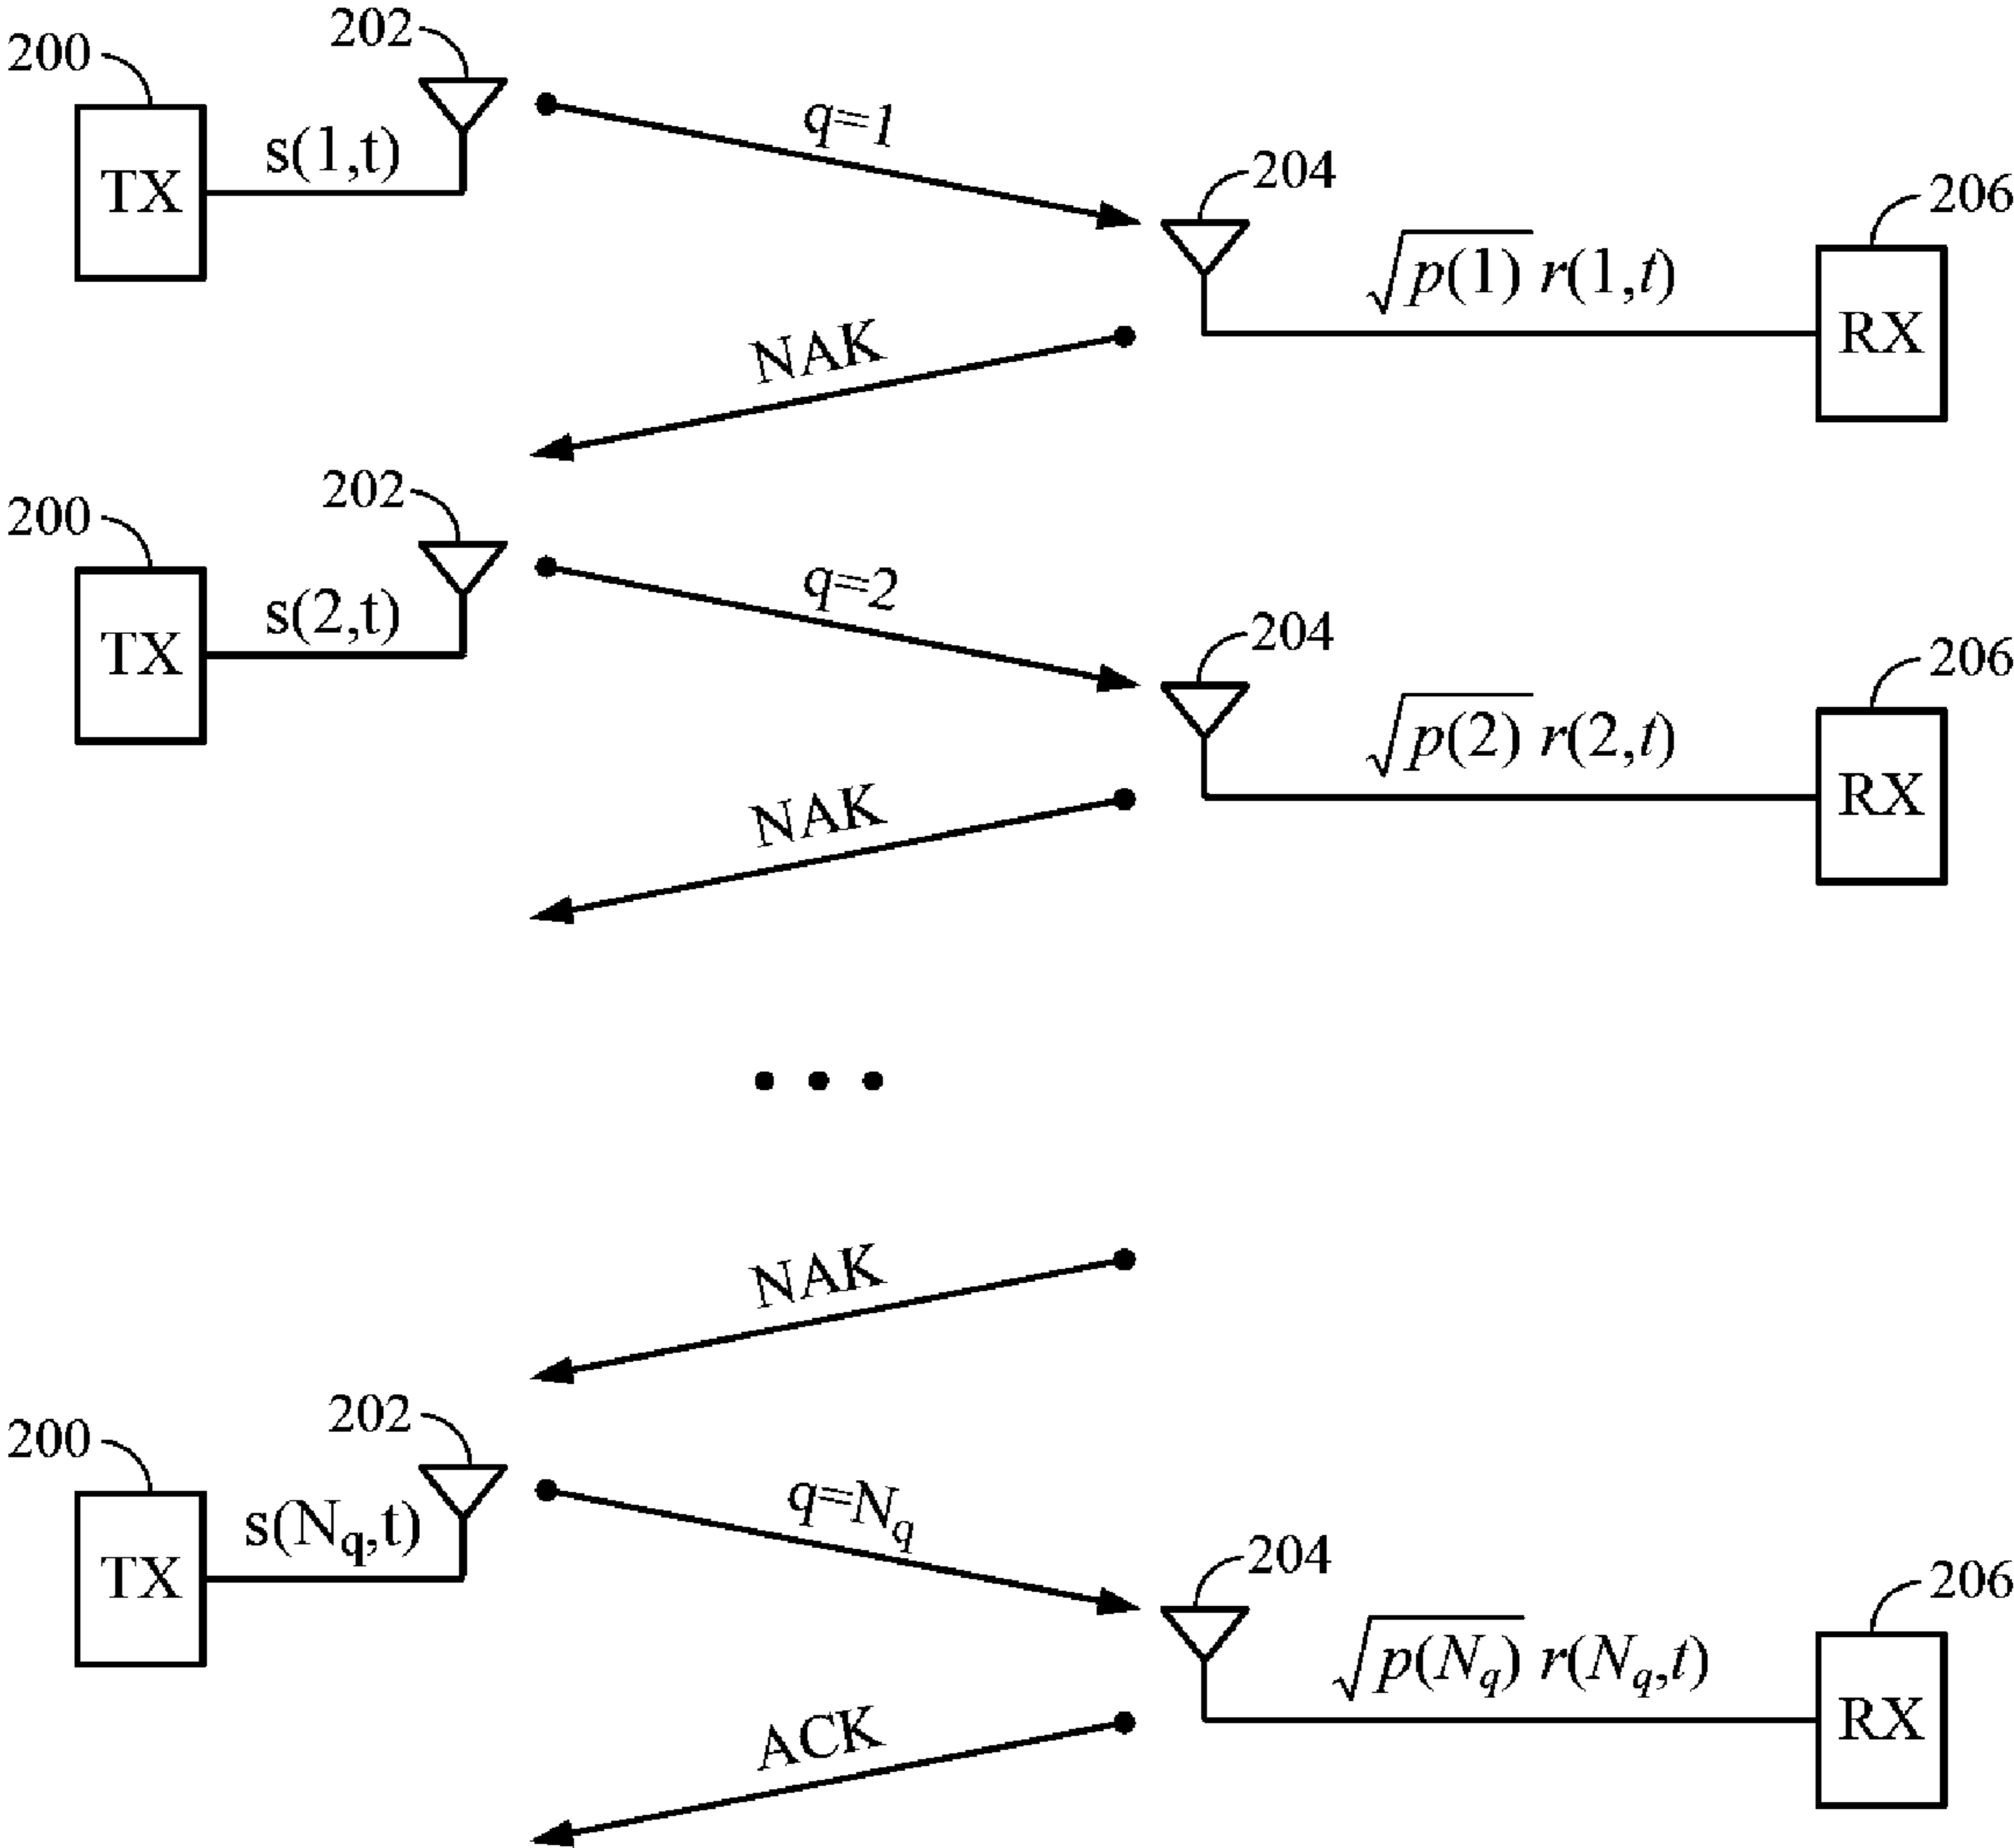 200
202
s(1,t)
TX
q=1
204
206
√p(1) r(1,t)
RX
NAK
200
202
s(2,t)
TX
q=2
204
206
√p(2) r(2,t)
RX
NAK
• • •
NAK
200
202
s(N_q,t)
TX
q=N_q
204
206
√p(N_q) r(N_q,t)
RX
ACK